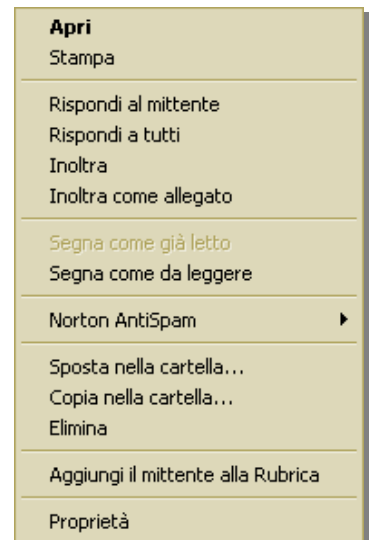 Apri
Stampa
Rispondi al mittente
Rispondi a tutti
Inoltra
Inoltra come allegato
Segna come già letto
Segna come da leggere
Norton AntiSpam
Sposta nella cartella...
Copia nella cartella...
Elimina
Aggiungi il mittente alla Rubrica
Proprietà